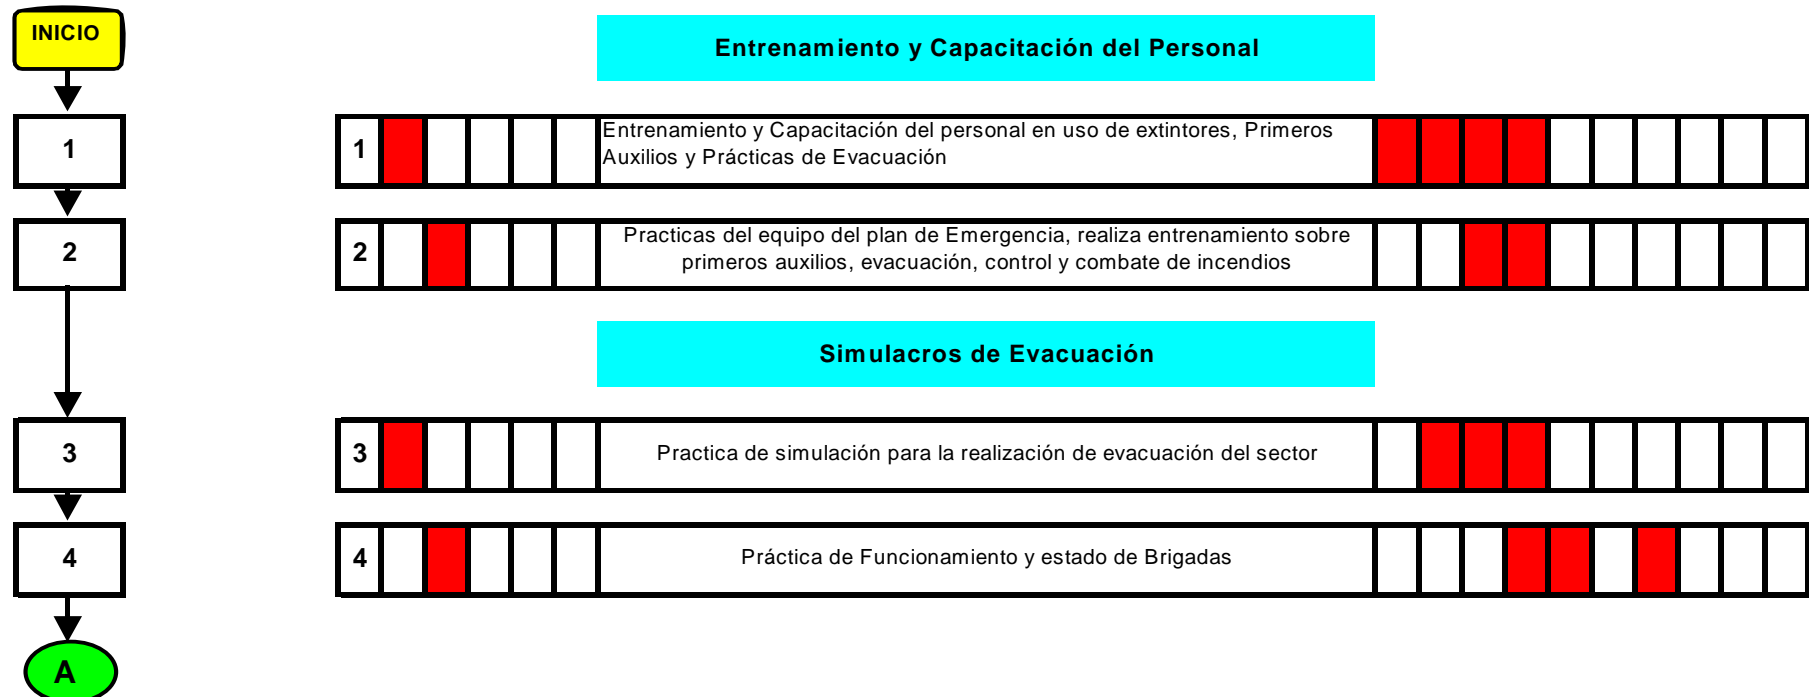 INICIO
Entrenamiento y Capacitación del Personal
1
1
Entrenamiento y Capacitación del personal en uso de extintores, Primeros
Auxilios y Prácticas de Evacuación
2
2
Practicas del equipo del plan de Emergencia, realiza entrenamiento sobre
primeros auxilios, evacuación, control y combate de incendios
Simulacros de Evacuación
3
3
Practica de simulación para la realización de evacuación del sector
4
4
Práctica de Funcionamiento y estado de Brigadas
A